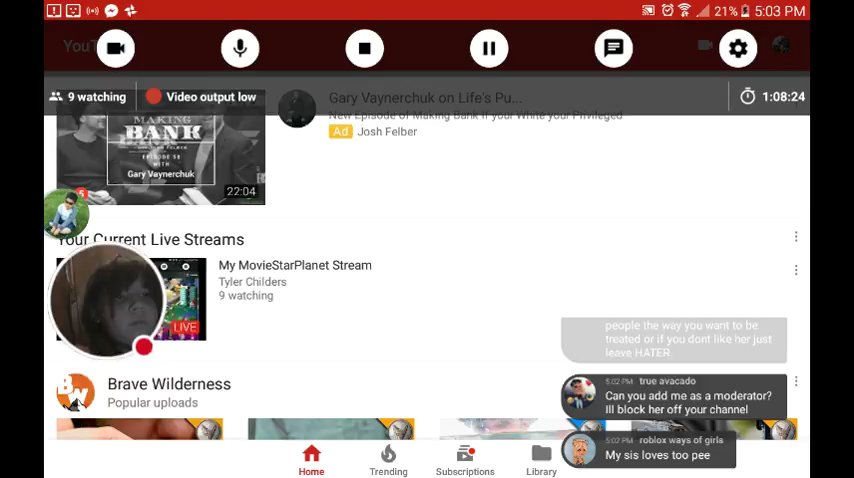 21% 5:03 PM
YouT
9 watching
Video output low
1:08:24
Gary Vaynerchuk on Life's Pu...
New Episode of Making Bank If your White your Privileged
Ad Josh Felber
MAKING
BANK
EPISODE 58
WITH
Gary Vaynerchuk
22:04
Your Current Live Streams
My MovieStarPlanet Stream
Tyler Childers
9 watching
LIVE
people the way you want to be
treated or if you dont like her just
leave HATER
Brave Wilderness
Popular uploads
BW
5:02 PM true avacado
Can you add me as a moderator?
Ill block her off your channel
5:02 PM roblox ways of girls
My sis loves too pee
Home
Trending
Subscriptions
Library